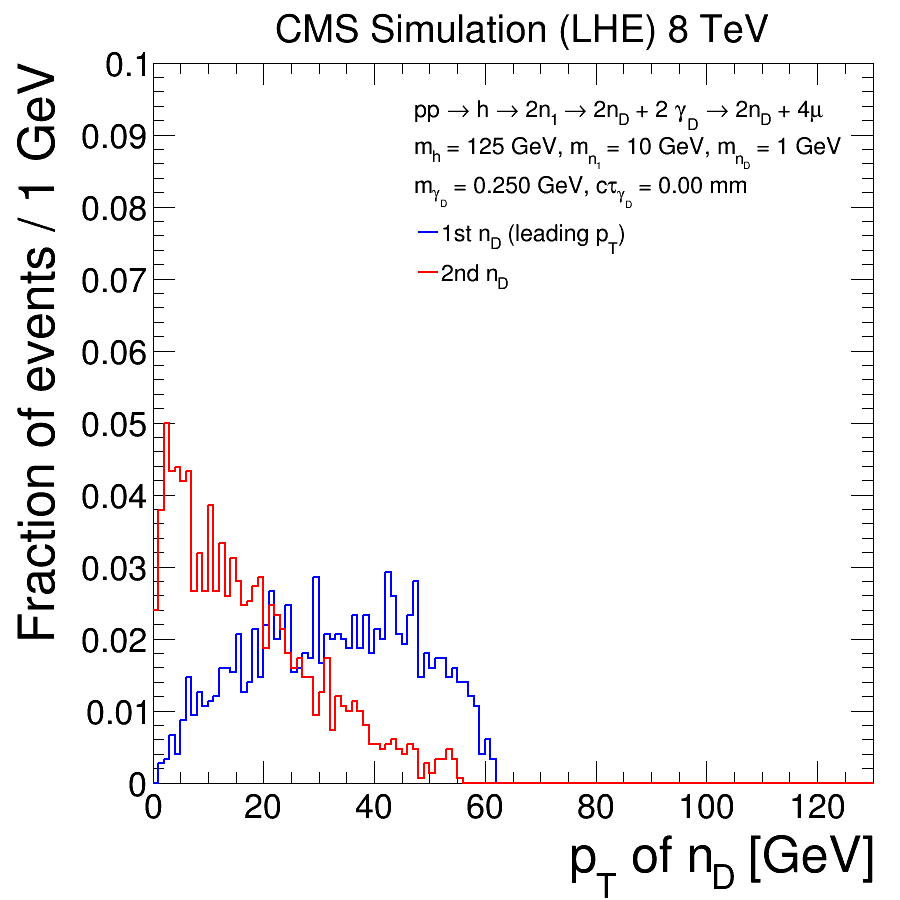 CMS Simulation (LHE) 8 TeV
Fraction of events / 1 GeV
0.1
0.09
0.08
0.07
0.06
0.05
0.04
0.03
0.02
0.01
0
pp → h → 2n1 → 2nD + 2 γD → 2nD + 4μ
mh = 125 GeV, mn1 = 10 GeV, mnD = 1 GeV
mγD = 0.250 GeV, cτγD = 0.00 mm
1st nD (leading pT)
2nd nD
0 20 40 60 80 100 120
pT of nD [GeV]